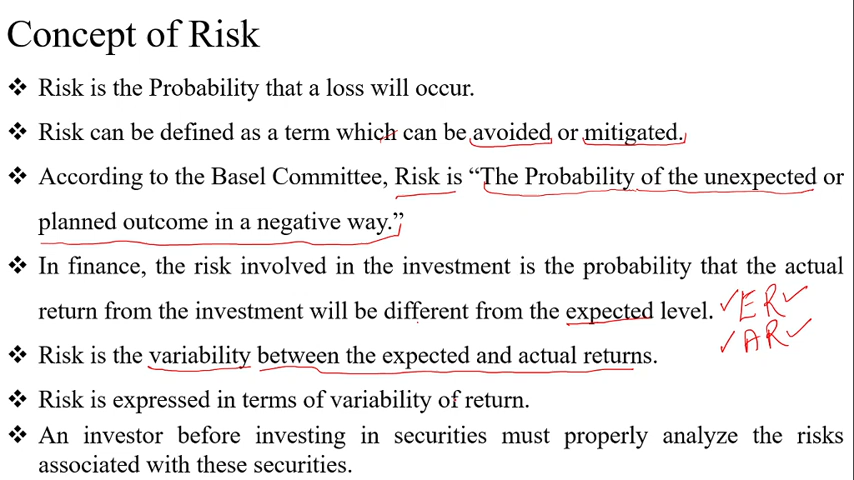 Concept of Risk
❖ Risk is the Probability that a loss will occur.
❖ Risk can be defined as a term which can be avoided or mitigated.
❖ According to the Basel Committee, Risk is “The Probability of the unexpected or
planned outcome in a negative way.”
❖ In finance, the risk involved in the investment is the probability that the actual
return from the investment will be different from the expected level. ✓ER✓
✓AR✓
❖ Risk is the variability between the expected and actual returns.
❖ Risk is expressed in terms of variability of return.
❖ An investor before investing in securities must properly analyze the risks
associated with these securities.